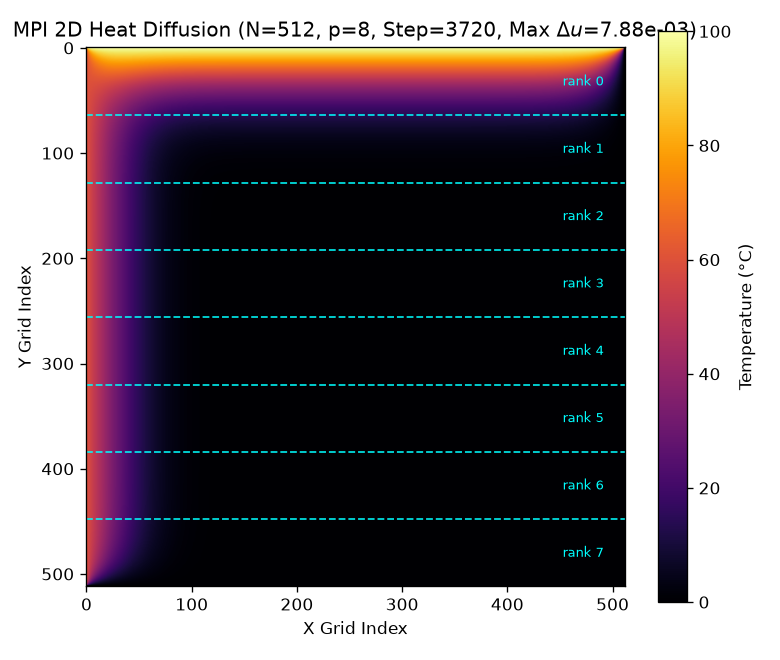 MPI 2D Heat Diffusion (N=512, p=8, Step=3720, Max Δu=7.88e-03)
0
100
200
300
400
500
Y Grid Index
rank 0
rank 1
rank 2
rank 3
rank 4
rank 5
rank 6
rank 7
0 100 200 300 400 500
X Grid Index
100
80
60
40
20
0
Temperature (°C)